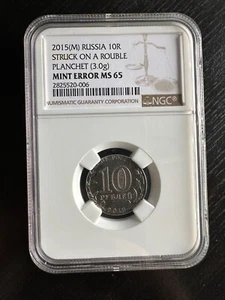 2015(M) RUSSIA 10R
STRUCK ON A ROUBLE
PLANCHET (3.0g)
MINT ERROR MS 65
2825520-006
NUMISMATIC GUARANTY CORPORATION
NGC
10
РУБЛЕЙ